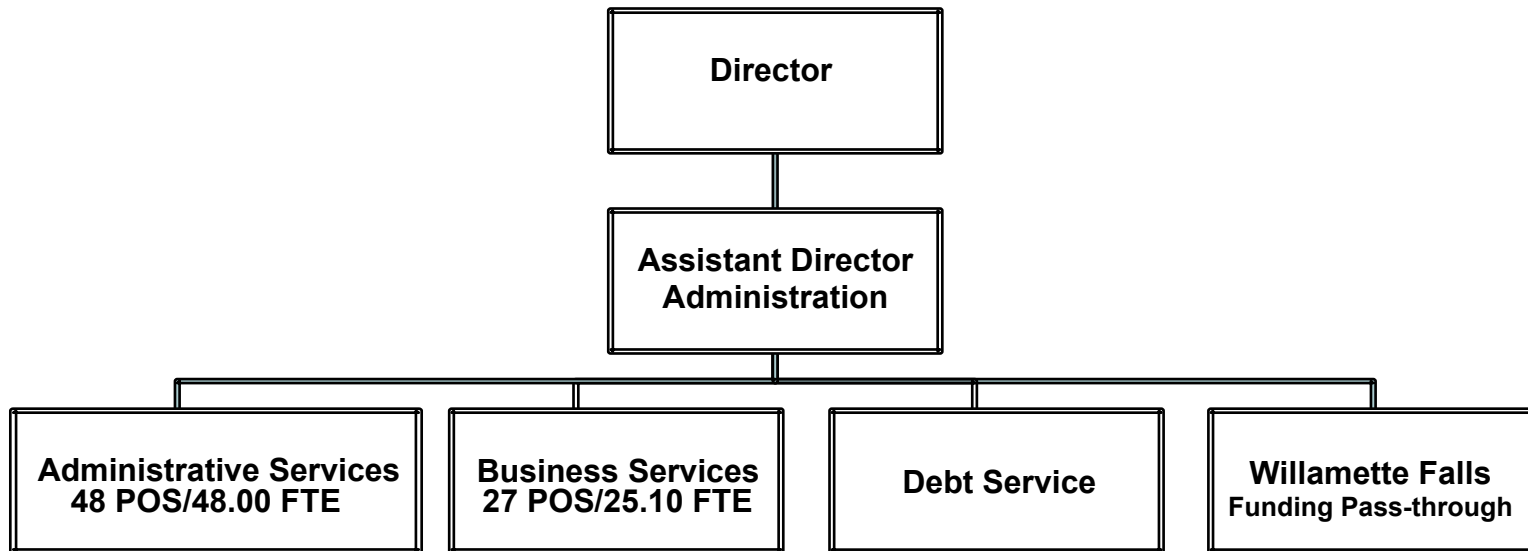 Director
Assistant Director
Administration
Administrative Services
48 POS/48.00 FTE
Business Services
27 POS/25.10 FTE
Debt Service
Willamette Falls
Funding Pass-through